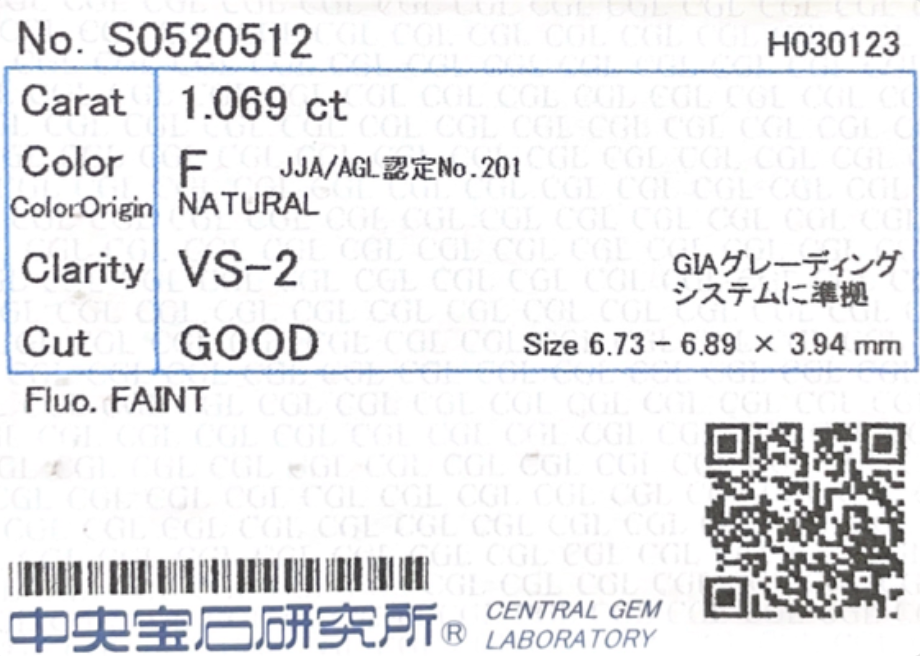 No. S0520512 H030123
Carat 1.069 ct
Color F JJA/AGL認定No.201
ColorOrigin NATURAL
Clarity VS-2 GIAグレーディング
システムに準拠
Cut GOOD Size 6.73 - 6.89 × 3.94 mm
Fluo. FAINT
中央宝石研究所® CENTRAL GEM
LABORATORY